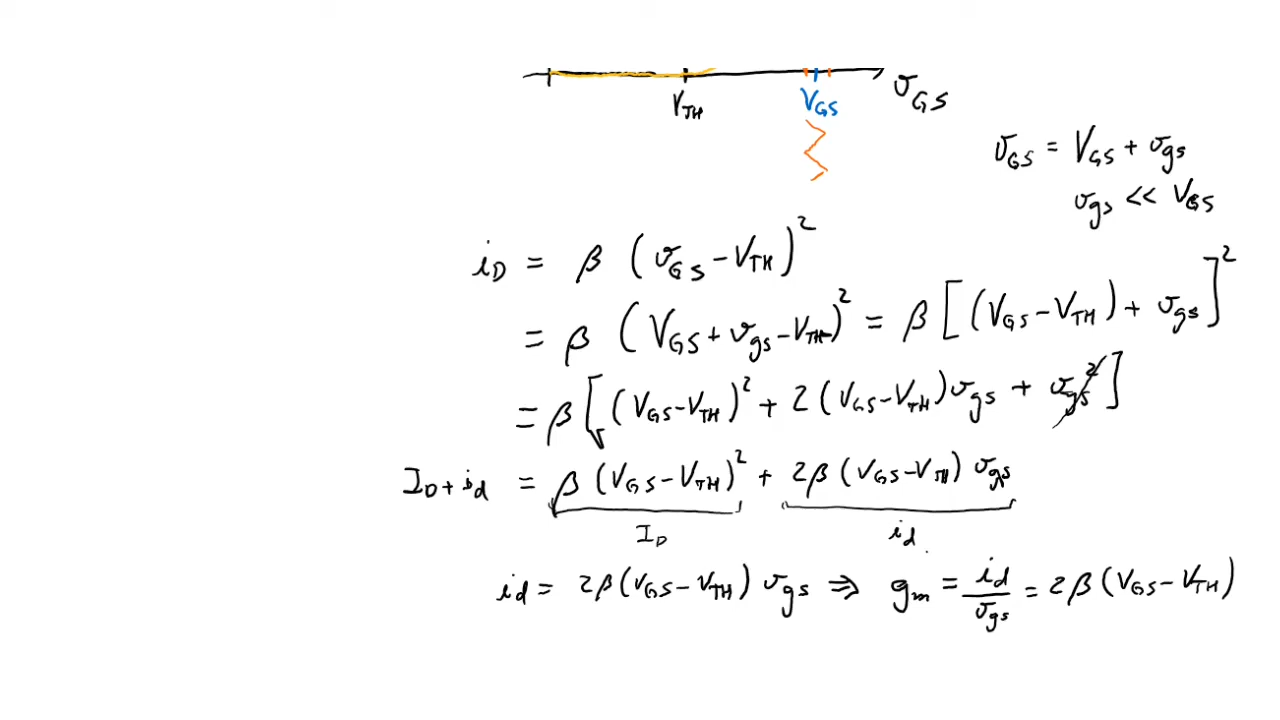 V_TH V_GS v_GS
v_GS = V_GS + v_gs
v_gs << V_GS
i_D = β (v_GS - V_TH)^2
= β (V_GS + v_gs - V_TH)^2 = β [(V_GS - V_TH) + v_gs]^2
= β [(V_GS - V_TH)^2 + 2 (V_GS - V_TH) v_gs + v_gs^2]
I_D + i_d = β (V_GS - V_TH)^2 + 2β (V_GS - V_TH) v_gs
I_D i_d
i_d = 2β (V_GS - V_TH) v_gs ⇒ g_m = i_d / v_gs = 2β (V_GS - V_TH)